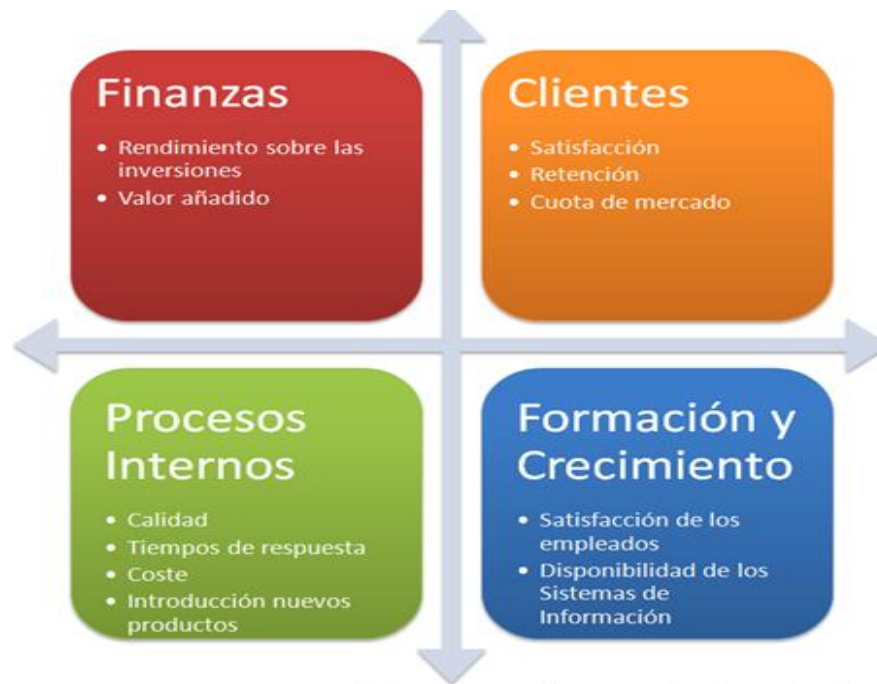 Finanzas
• Rendimiento sobre las
inversiones
• Valor añadido
Clientes
• Satisfacción
• Retención
• Cuota de mercado
Procesos
Internos
• Calidad
• Tiempos de respuesta
• Coste
• Introducción nuevos
productos
Formación y
Crecimiento
• Satisfacción de los
empleados
• Disponibilidad de los
Sistemas de
Información